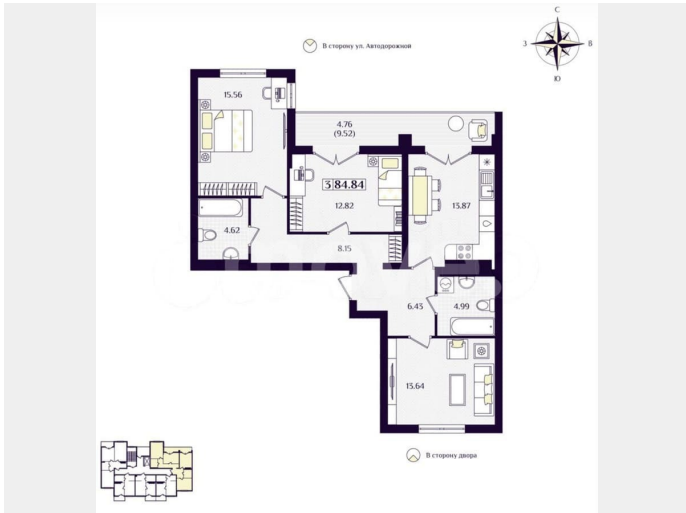 С
В сторону ул. Автодорожной
З
В
Ю
15.56
4.76
(9.52)
3 84.84
12.82
13.87
4.62
8.15
6.43
4.99
13.64
В сторону двора